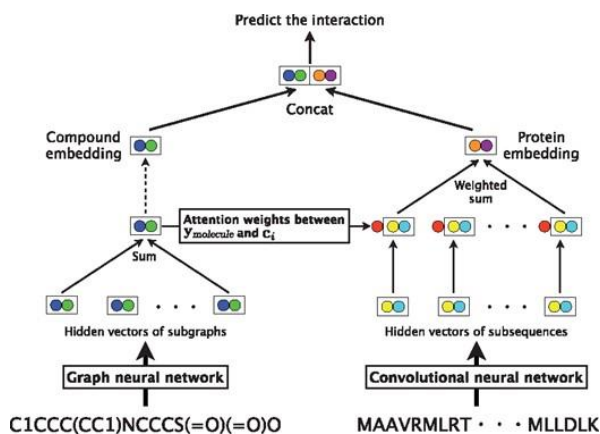 Predict the interaction
Concat
Compound
embedding
Protein
embedding
Weighted
sum
Attention weights between
y_molecule and c_i
Sum
. . .
. . .
. . .
. . .
Hidden vectors of subgraphs
Hidden vectors of subsequences
Graph neural network
Convolutional neural network
C1CCC(CC1)NCCCS(=O)(=O)O
MAAVRMLRT · · · MLLDLK